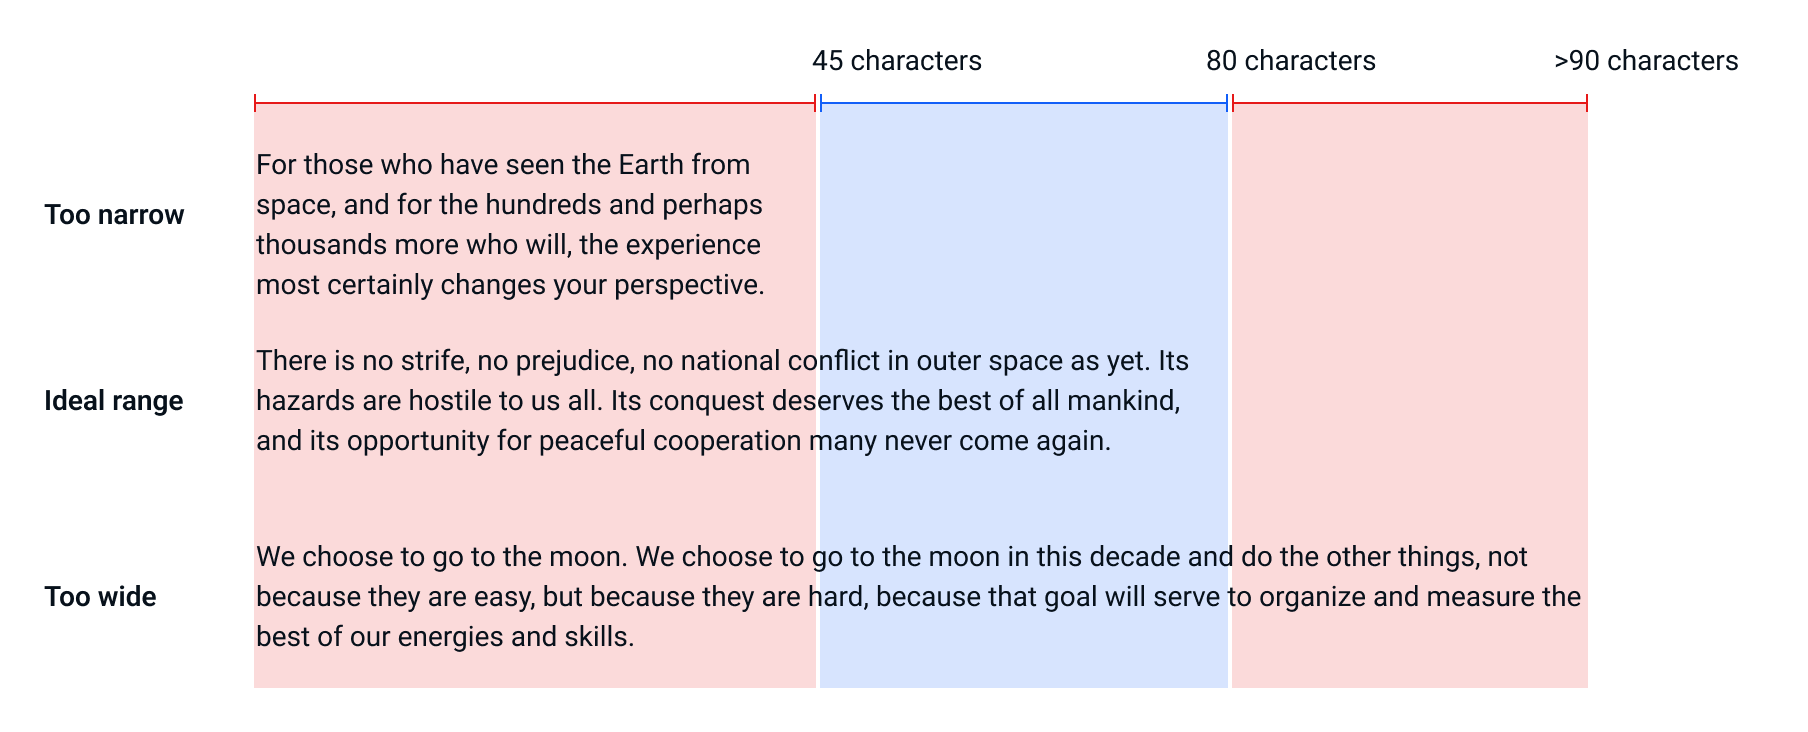 45 characters
80 characters
>90 characters
Too narrow
For those who have seen the Earth from
space, and for the hundreds and perhaps
thousands more who will, the experience
most certainly changes your perspective.
Ideal range
There is no strife, no prejudice, no national conflict in outer space as yet. Its
hazards are hostile to us all. Its conquest deserves the best of all mankind,
and its opportunity for peaceful cooperation many never come again.
Too wide
We choose to go to the moon. We choose to go to the moon in this decade and do the other things, not
because they are easy, but because they are hard, because that goal will serve to organize and measure the
best of our energies and skills.